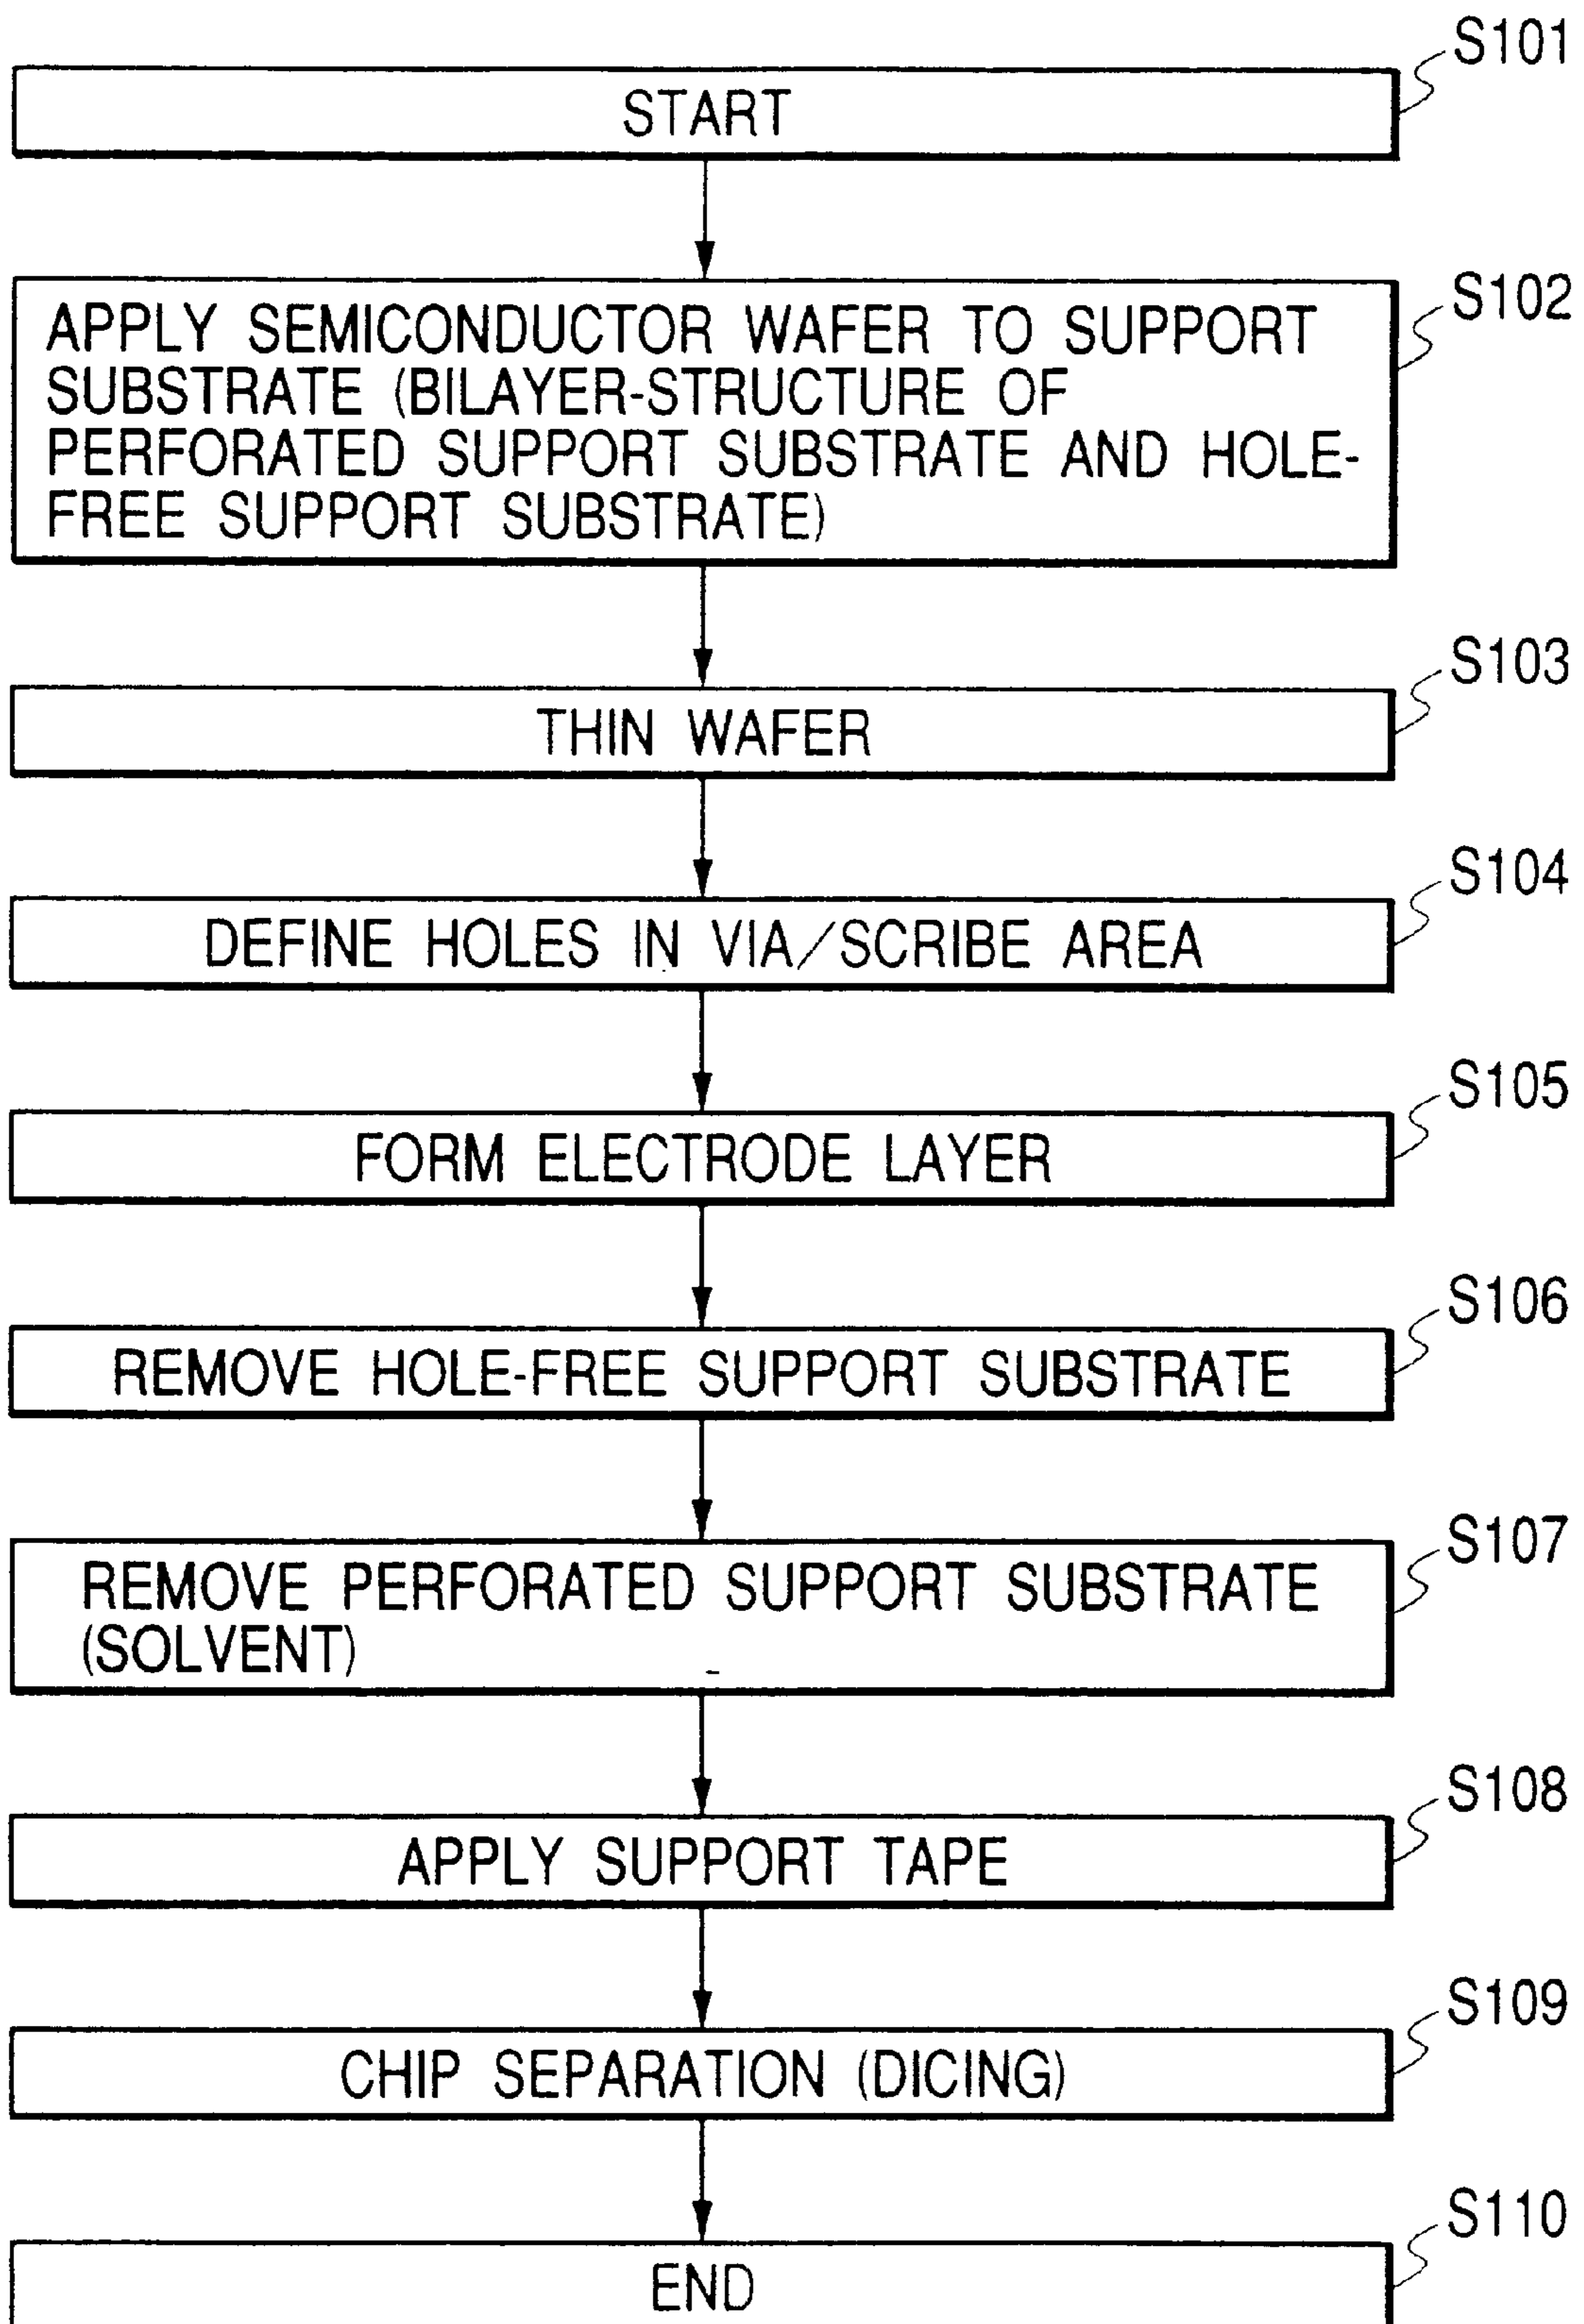 S101
START
S102
APPLY SEMICONDUCTOR WAFER TO SUPPORT
SUBSTRATE (BILAYER-STRUCTURE OF
PERFORATED SUPPORT SUBSTRATE AND HOLE-
FREE SUPPORT SUBSTRATE)
S103
THIN WAFER
S104
DEFINE HOLES IN VIA/SCRIBE AREA
S105
FORM ELECTRODE LAYER
S106
REMOVE HOLE-FREE SUPPORT SUBSTRATE
S107
REMOVE PERFORATED SUPPORT SUBSTRATE
(SOLVENT)
S108
APPLY SUPPORT TAPE
S109
CHIP SEPARATION (DICING)
S110
END